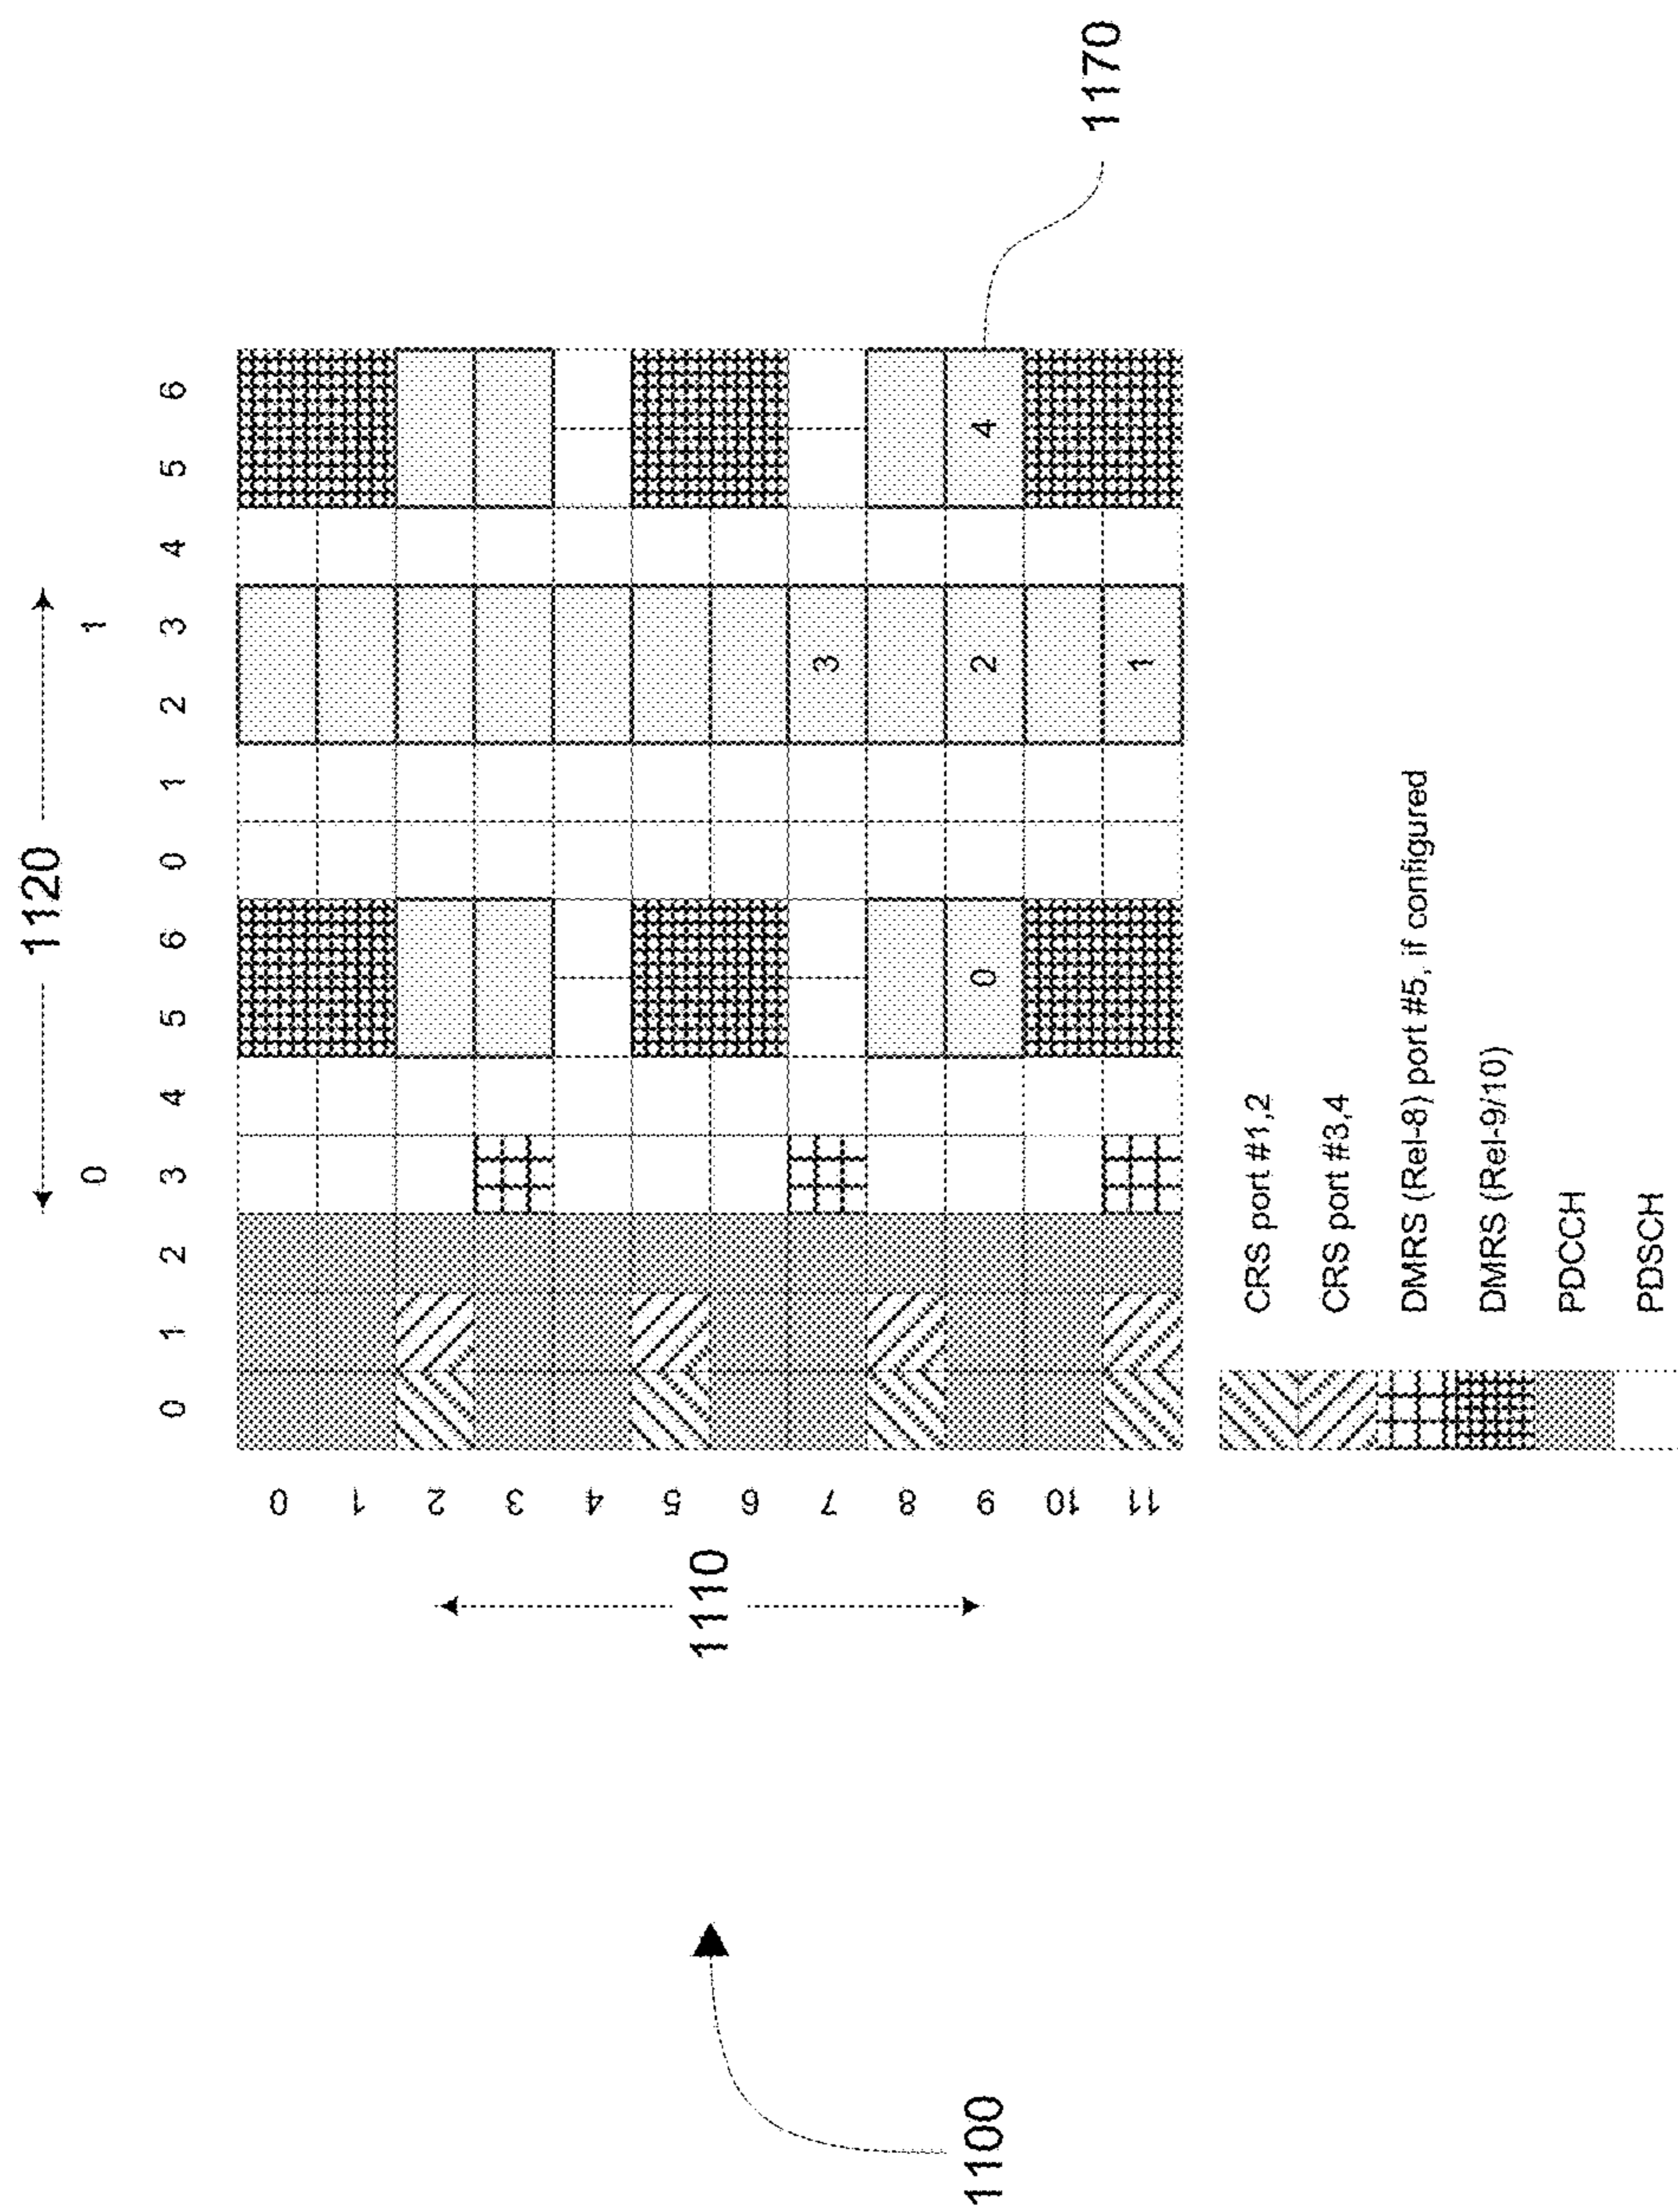 1120
0 1
0 1 2 3 4 5 6 0 1 2 3 4 5 6
0
1
2
3
4
5
6
1110
7 3
8
9 0 2 4
1100
10
1170
11 1
CRS port #1,2
CRS port #3,4
DMRS (Rel-8) port #5, if configured
DMRS (Rel-9/10)
PDCCH
PDSCH